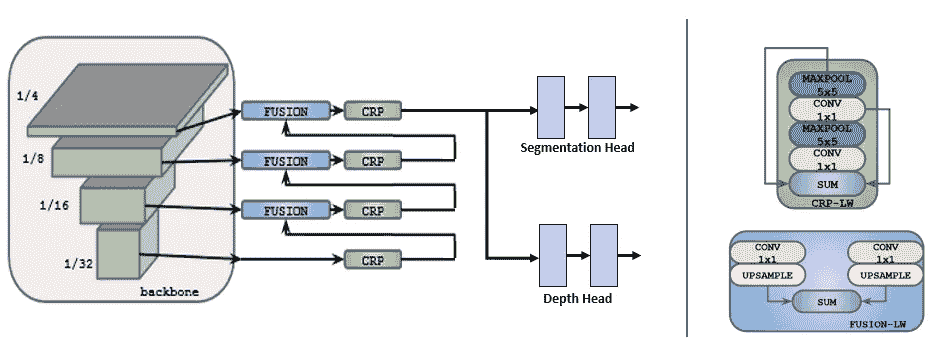 1/4
1/8
1/16
1/32
backbone
FUSION
CRP
FUSION
CRP
FUSION
CRP
CRP
Segmentation Head
Depth Head
MAXPOOL
5x5
CONV
1x1
MAXPOOL
5x5
CONV
1x1
SUM
CRP-LW
CONV
1x1
UPSAMPLE
CONV
1x1
UPSAMPLE
SUM
FUSION-LW